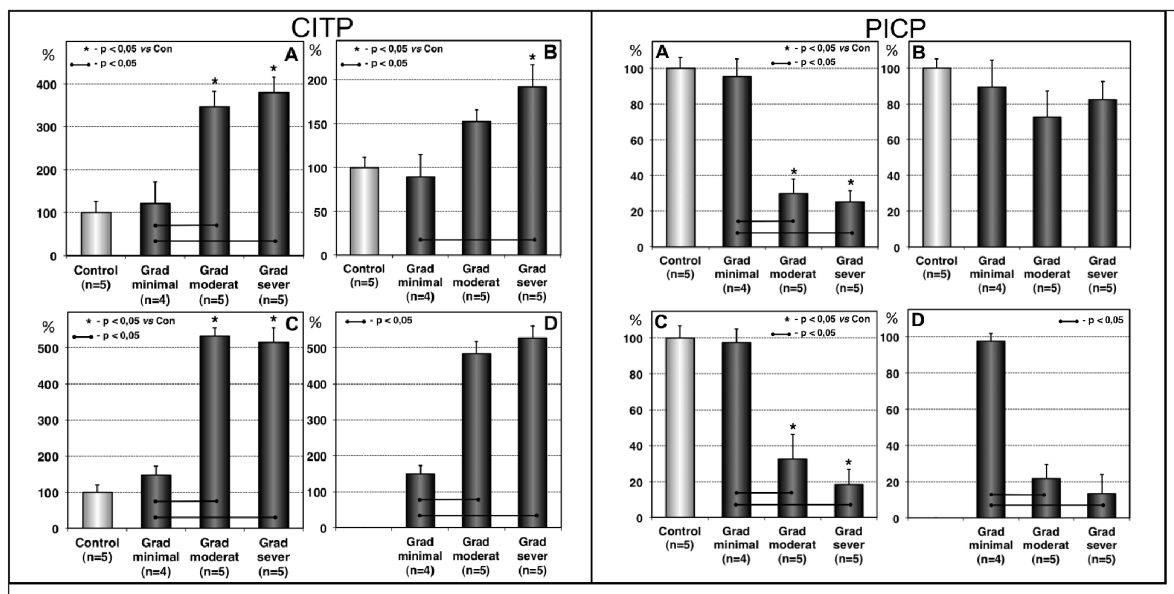 CITP
%
A
* - p < 0,05 vs Con
- p < 0,05
400
300
200
100
0
Control
(n=5)
Grad
minimal
(n=4)
Grad
moderat
(n=5)
Grad
sever
(n=5)
*
*
%
B
200
150
100
50
0
Control
(n=5)
Grad
minimal
(n=4)
Grad
moderat
(n=5)
Grad
sever
(n=5)
*
%
C
* - p < 0,05 vs Con
- p < 0,05
500
400
300
200
100
0
Control
(n=5)
Grad
minimal
(n=4)
Grad
moderat
(n=5)
Grad
sever
(n=5)
*
*
%
D
- p < 0,05
500
400
300
200
100
0
Grad
minimal
(n=4)
Grad
moderat
(n=5)
Grad
sever
(n=5)
PICP
%
A
* - p < 0,05 vs Con
- p < 0,05
100
80
60
40
20
0
Control
(n=5)
Grad
minimal
(n=4)
Grad
moderat
(n=5)
Grad
sever
(n=5)
*
*
%
B
100
80
60
40
20
0
Control
(n=5)
Grad
minimal
(n=4)
Grad
moderat
(n=5)
Grad
sever
(n=5)
%
C
* - p < 0,05 vs Con
- p < 0,05
100
80
60
40
20
0
Control
(n=5)
Grad
minimal
(n=4)
Grad
moderat
(n=5)
Grad
sever
(n=5)
*
*
%
D
- p < 0,05
100
80
60
40
20
0
Grad
minimal
(n=4)
Grad
moderat
(n=5)
Grad
sever
(n=5)